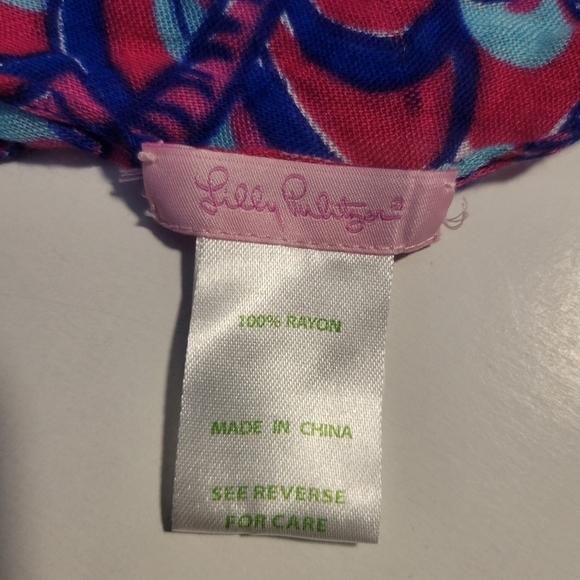 Lilly Pulitzer®
100% RAYON
MADE IN CHINA
SEE REVERSE
FOR CARE